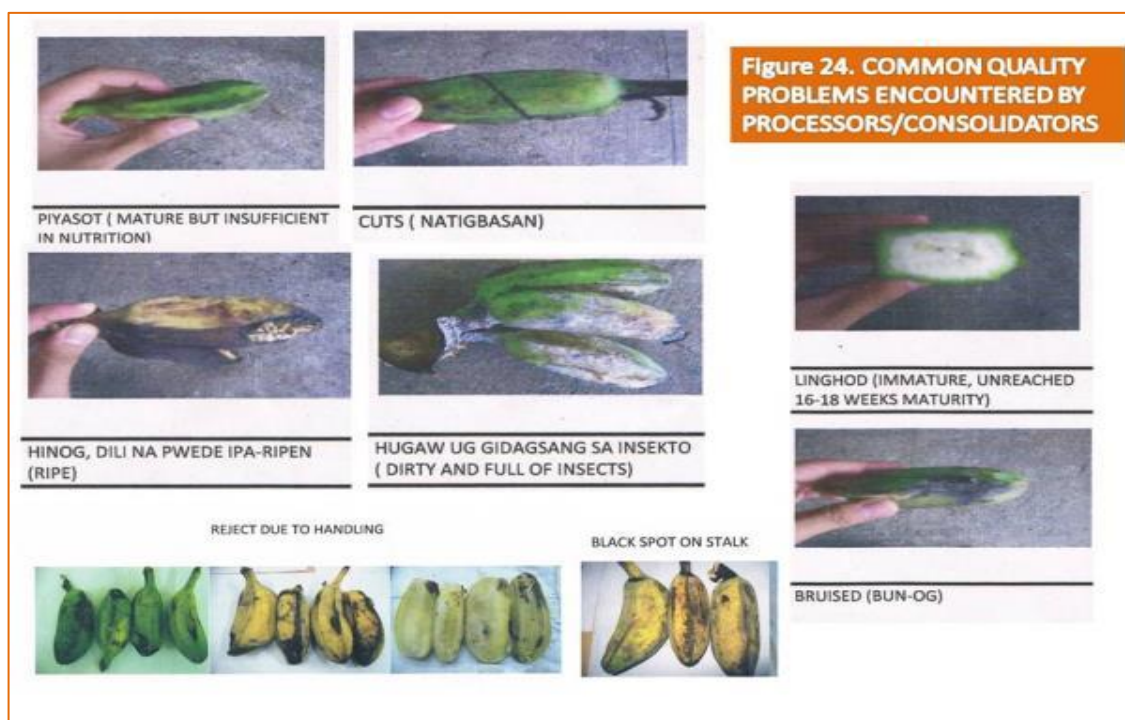 Figure 24. COMMON QUALITY
PROBLEMS ENCOUNTERED BY
PROCESSORS/CONSOLIDATORS
PIYASOT ( MATURE BUT INSUFFICIENT
IN NUTRITION)
CUTS ( NATIGBASAN)
HINOG, DILI NA PWEDE IPA-RIPEN
(RIPE)
HUGAW UG GIDAGSANG SA INSEKTO
( DIRTY AND FULL OF INSECTS)
LINGHOD (IMMATURE, UNREACHED
16-18 WEEKS MATURITY)
BRUISED (BUN-OG)
REJECT DUE TO HANDLING
BLACK SPOT ON STALK